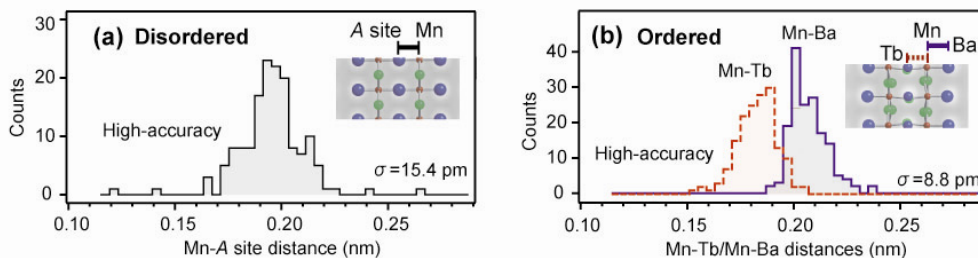 (a) Disordered
A site
Mn
High-accuracy
σ=15.4 pm
Counts
30
20
10
0
0.10
0.15
0.20
0.25
Mn-A site distance (nm)
(b) Ordered
Mn-Ba
Mn-Tb
Mn
Ba
Tb
High-accuracy
σ=8.8 pm
Counts
40
30
20
10
0
0.10
0.15
0.20
0.25
Mn-Tb/Mn-Ba distances (nm)